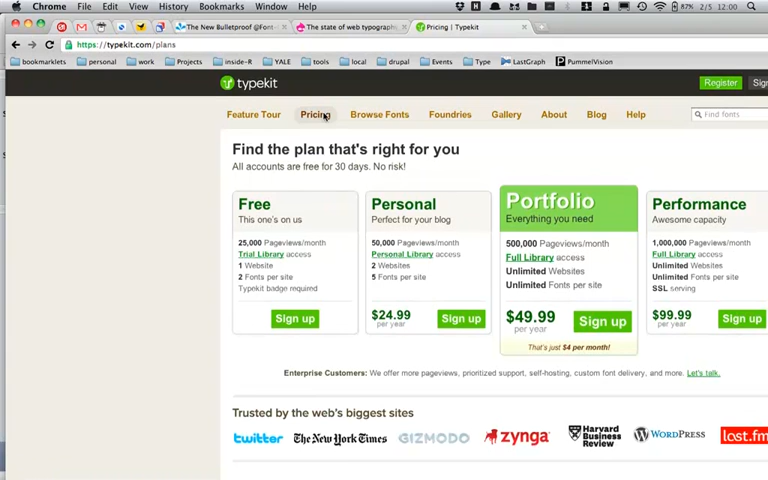 Chrome File Edit View History Bookmarks Window Help
87% 2/5 12:00
The New Bulletproof @Font-
The state of web typograph
Pricing | Typekit
https://typekit.com/plans
bookmarklets personal work Projects inside-R YALE tools local drupal Events Type LastGraph PummelVision
typekit
Register
Sig
Feature Tour Pricing Browse Fonts Foundries Gallery About Blog Help
Find fonts
Find the plan that's right for you
All accounts are free for 30 days. No risk!
Free
This one's on us
25,000 Pageviews/month
Trial Library access
1 Website
2 Fonts per site
Typekit badge required
Sign up
Personal
Perfect for your blog
50,000 Pageviews/month
Personal Library access
2 Websites
5 Fonts per site
$24.99
per year
Sign up
Portfolio
Everything you need
500,000 Pageviews/month
Full Library access
Unlimited Websites
Unlimited Fonts per site
$49.99
per year
Sign up
That's just $4 per month!
Performance
Awesome capacity
1,000,000 Pageviews/month
Full Library access
Unlimited Websites
Unlimited Fonts per site
SSL serving
$99.99
per year
Sign up
Enterprise Customers: We offer more pageviews, prioritized support, self-hosting, custom font delivery, and more. Let's talk.
Trusted by the web's biggest sites
twitter
The New York Times
GIZMODO
zynga
Harvard
Business
Review
WORDPRESS
lost.fm